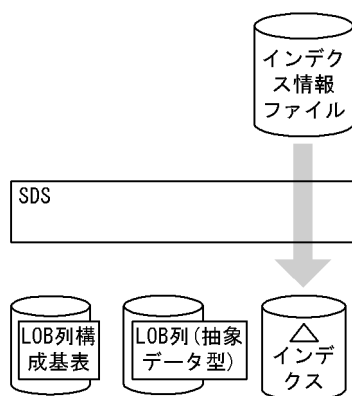 インデク
ス情報
ファイル
SDS
LOB列構
成基表
LOB列(抽象
データ型)
インデ
クス